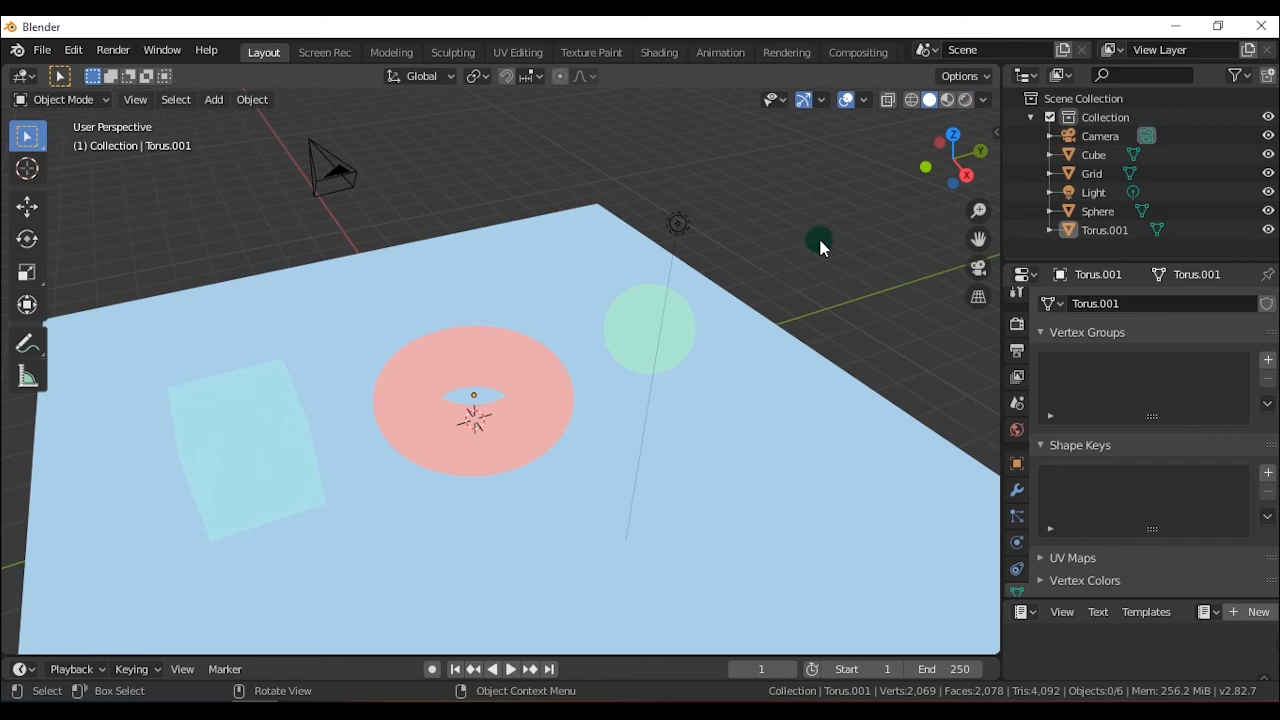 Blender
File Edit Render Window Help Layout Screen Rec Modeling Sculpting UV Editing Texture Paint Shading Animation Rendering Compositing Scene View Layer
Global Options
Object Mode View Select Add Object
User Perspective
(1) Collection | Torus.001
Z
Y
X
Scene Collection
Collection
Camera
Cube
Grid
Light
Sphere
Torus.001
Torus.001 Torus.001
Torus.001
Vertex Groups
Shape Keys
UV Maps
Vertex Colors
View Text Templates New
Playback Keying View Marker 1 Start 1 End 250
Select Box Select Rotate View Object Context Menu Collection | Torus.001 | Verts:2,069 | Faces:2,078 | Tris:4,092 | Objects:0/6 | Mem: 256.2 MiB | v2.82.7